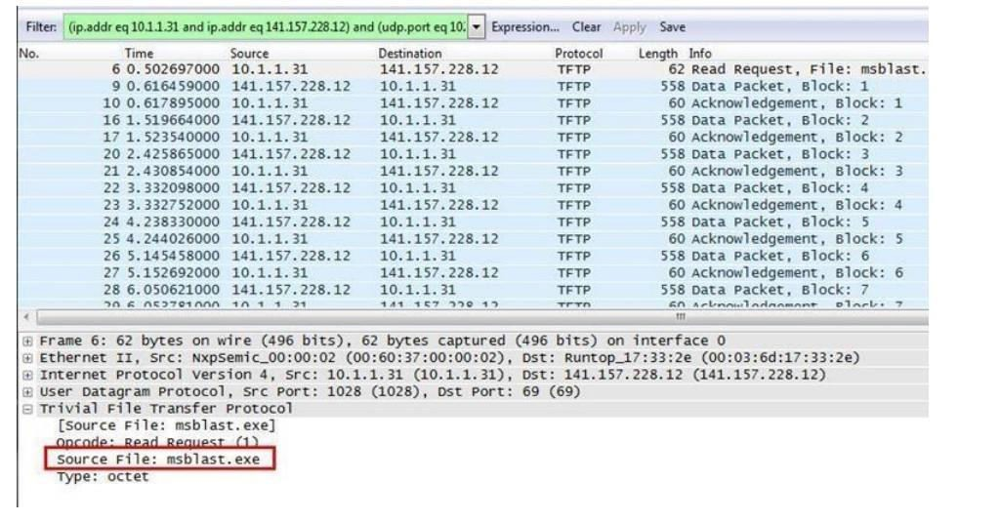 Filter: (ip.addr eq 10.1.1.31 and ip.addr eq 141.157.228.12) and (udp.port eq 10: Expression... Clear Apply Save
No. Time Source Destination Protocol Length Info
6 0.502697000 10.1.1.31 141.157.228.12 TFTP 62 Read Request, File: msblast.
9 0.616459000 141.157.228.12 10.1.1.31 TFTP 558 Data Packet, Block: 1
10 0.617895000 10.1.1.31 141.157.228.12 TFTP 60 Acknowledgement, Block: 1
16 1.519664000 141.157.228.12 10.1.1.31 TFTP 558 Data Packet, Block: 2
17 1.523540000 10.1.1.31 141.157.228.12 TFTP 60 Acknowledgement, Block: 2
20 2.425865000 141.157.228.12 10.1.1.31 TFTP 558 Data Packet, Block: 3
21 2.430854000 10.1.1.31 141.157.228.12 TFTP 60 Acknowledgement, Block: 3
22 3.332098000 141.157.228.12 10.1.1.31 TFTP 558 Data Packet, Block: 4
23 3.332752000 10.1.1.31 141.157.228.12 TFTP 60 Acknowledgement, Block: 4
24 4.238330000 141.157.228.12 10.1.1.31 TFTP 558 Data Packet, Block: 5
25 4.244026000 10.1.1.31 141.157.228.12 TFTP 60 Acknowledgement, Block: 5
26 5.145458000 141.157.228.12 10.1.1.31 TFTP 558 Data Packet, Block: 6
27 5.152692000 10.1.1.31 141.157.228.12 TFTP 60 Acknowledgement, Block: 6
28 6.050621000 141.157.228.12 10.1.1.31 TFTP 558 Data Packet, Block: 7
29 6.053781000 10.1.1.31 141.157.228.12 TFTP 60 Acknowledgement, Block: 7
Frame 6: 62 bytes on wire (496 bits), 62 bytes captured (496 bits) on interface 0
Ethernet II, Src: NxpSemic_00:00:02 (00:60:37:00:00:02), Dst: Runtop_17:33:2e (00:03:6d:17:33:2e)
Internet Protocol Version 4, Src: 10.1.1.31 (10.1.1.31), Dst: 141.157.228.12 (141.157.228.12)
User Datagram Protocol, Src Port: 1028 (1028), Dst Port: 69 (69)
Trivial File Transfer Protocol
[Source File: msblast.exe]
Opcode: Read Request (1)
Source File: msblast.exe
Type: octet